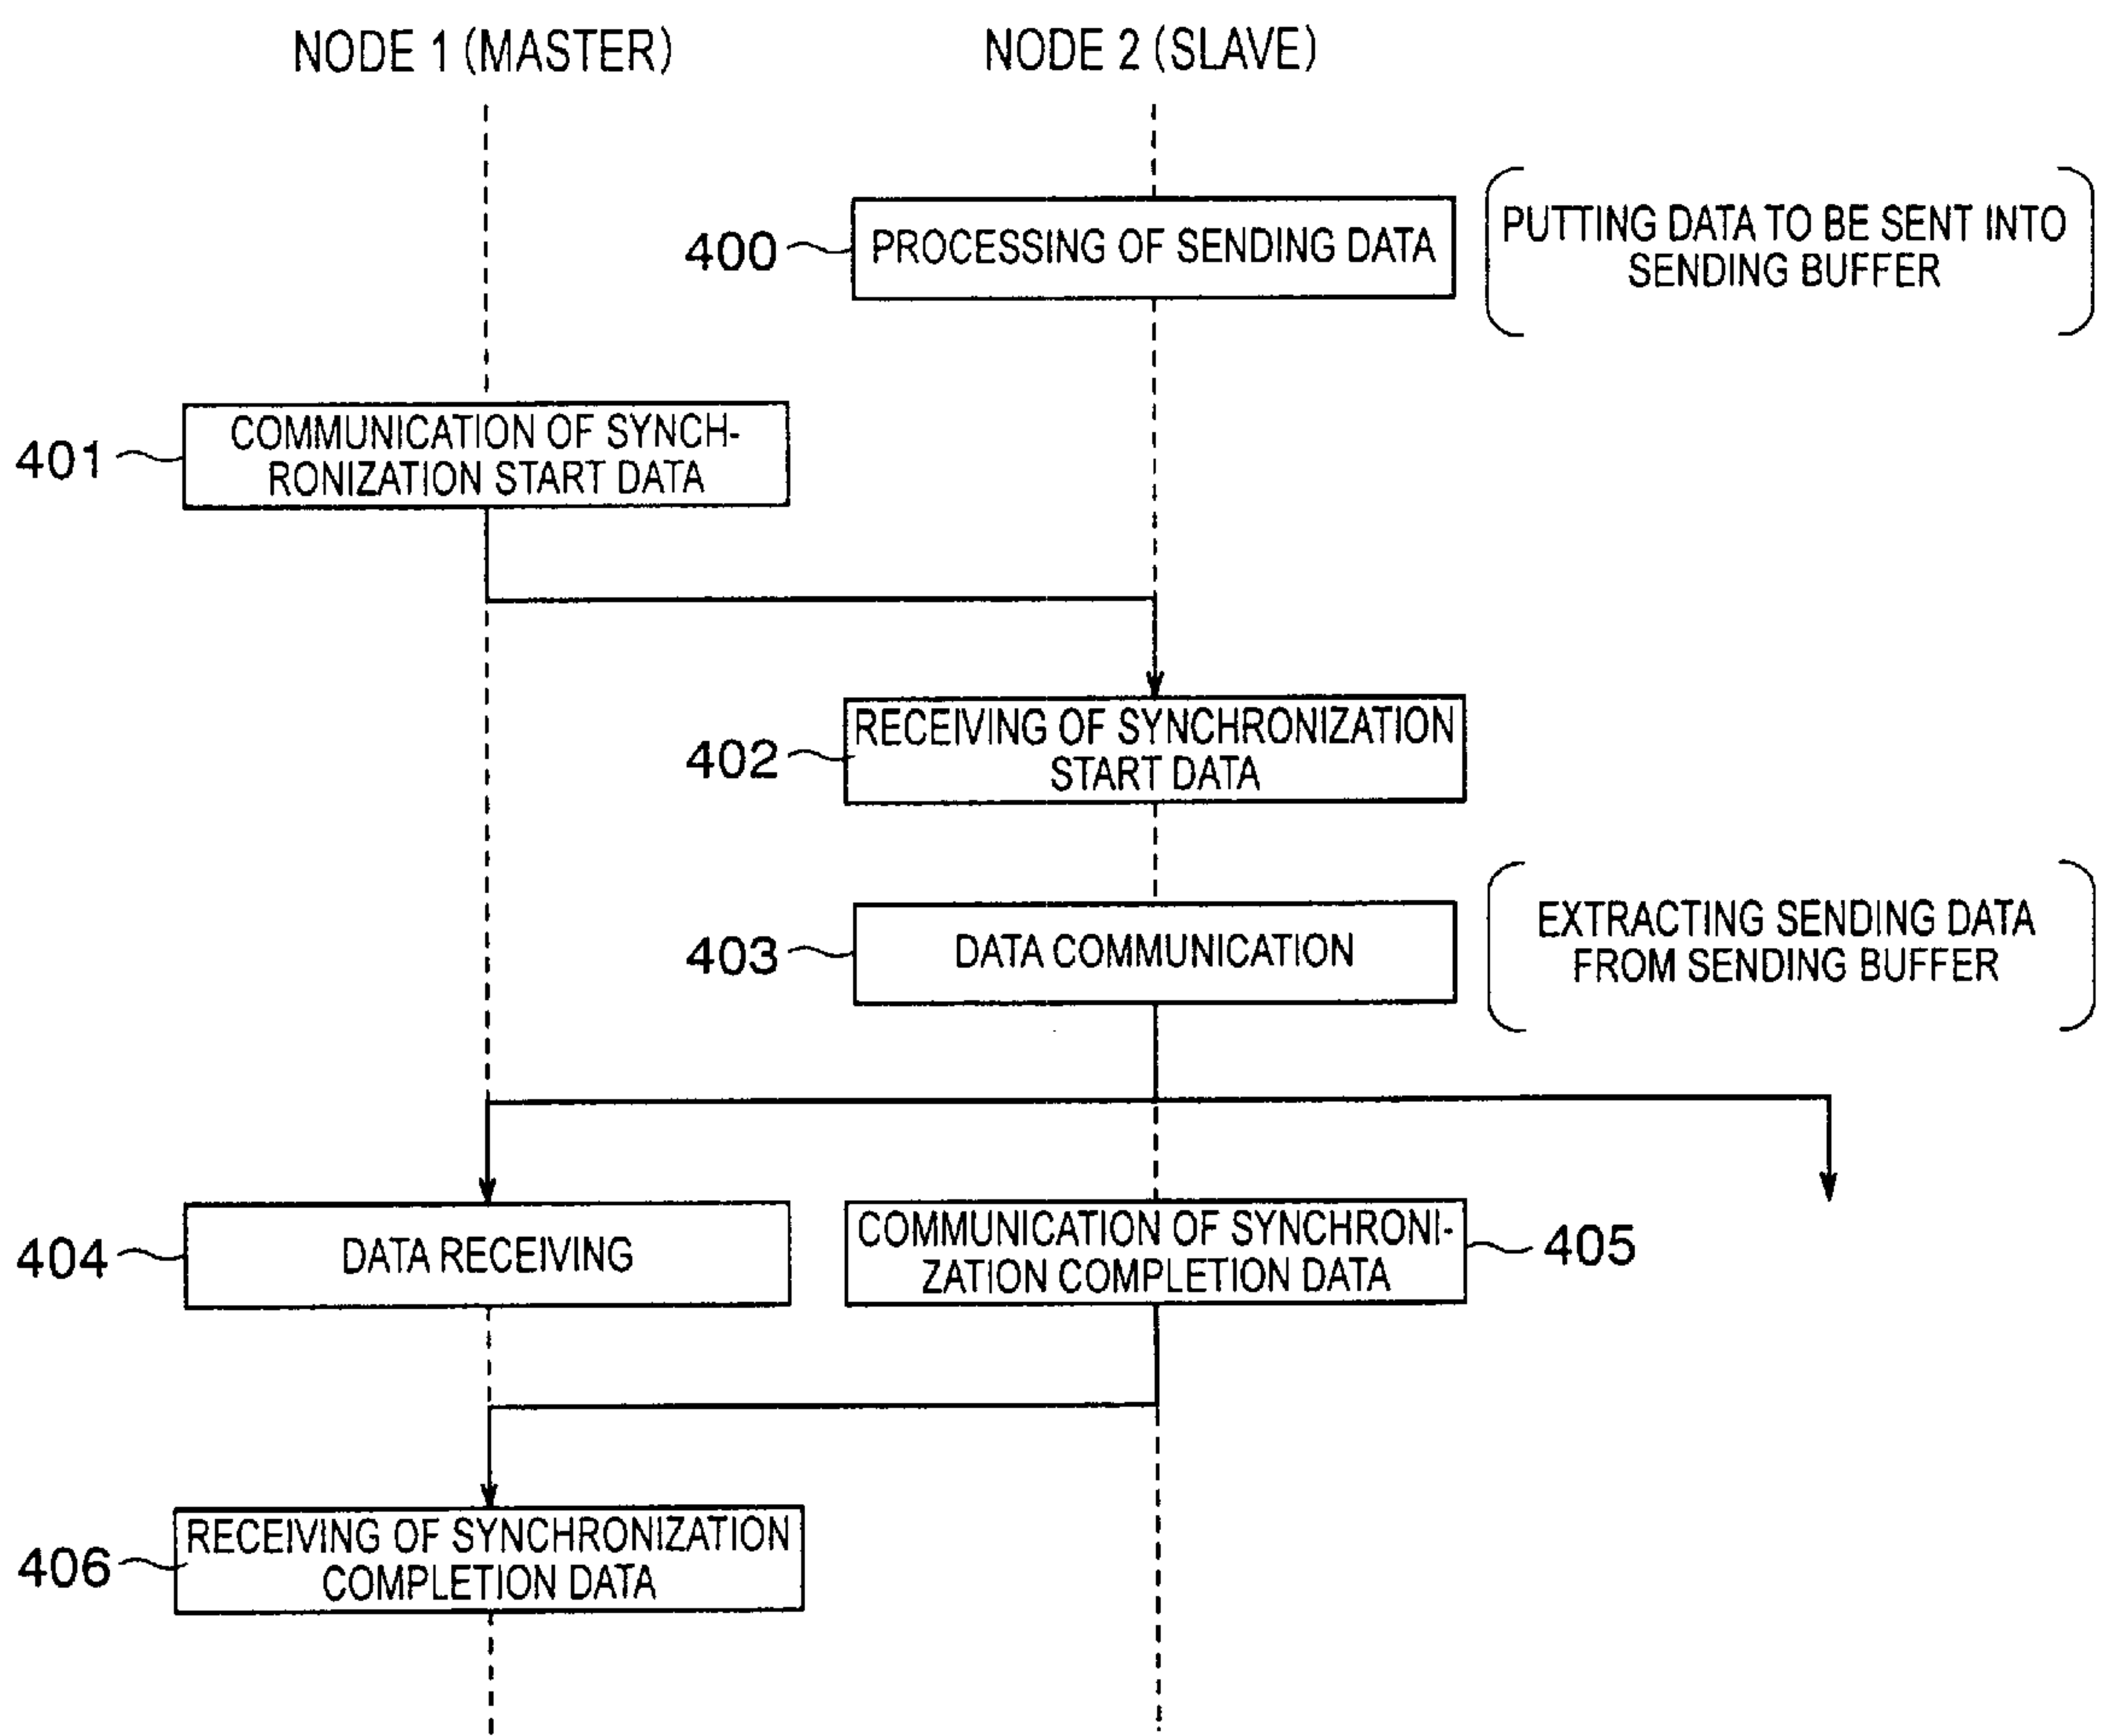 NODE 1 (MASTER)
NODE 2 (SLAVE)
400
PROCESSING OF SENDING DATA
PUTTING DATA TO BE SENT INTO
SENDING BUFFER
401
COMMUNICATION OF SYNCH-
RONIZATION START DATA
402
RECEIVING OF SYNCHRONIZATION
START DATA
403
DATA COMMUNICATION
EXTRACTING SENDING DATA
FROM SENDING BUFFER
404
DATA RECEIVING
COMMUNICATION OF SYNCHRONI-
ZATION COMPLETION DATA
405
406
RECEIVING OF SYNCHRONIZATION
COMPLETION DATA